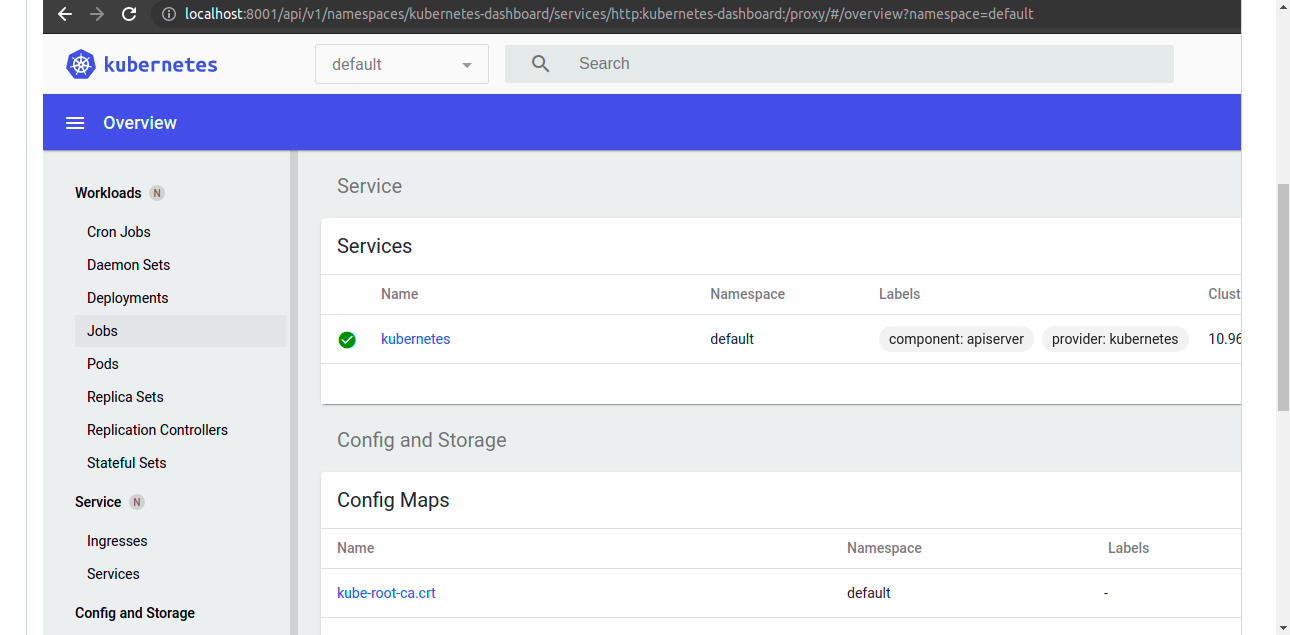 localhost:8001/api/v1/namespaces/kubernetes-dashboard/services/http:kubernetes-dashboard:/proxy/#/overview?namespace=default
kubernetes
default
Search
Overview
Workloads N
Cron Jobs
Daemon Sets
Deployments
Jobs
Pods
Replica Sets
Replication Controllers
Stateful Sets
Service N
Ingresses
Services
Config and Storage
Service
Services
Name Namespace Labels Clust
kubernetes default component: apiserver provider: kubernetes 10.96
Config and Storage
Config Maps
Name Namespace Labels
kube-root-ca.crt default -